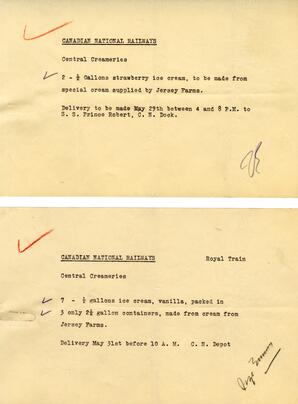 CANADIAN NATIONAL RAILWAYS
Central Creameries
2 - ½ Gallons strawberry ice cream, to be made from
special cream supplied by Jersey Farms.
Delivery to be made May 29th between 4 and 8 P.M. to
S. S. Prince Robert, C. N. Dock.
CANADIAN NATIONAL RAILWAYS Royal Train
Central Creameries
7 - ½ gallons ice cream, vanilla, packed in
3 only 2½ gallon containers, made from cream from
Jersey Farms.
Delivery May 31st before 10 A. M. C. N. Depot